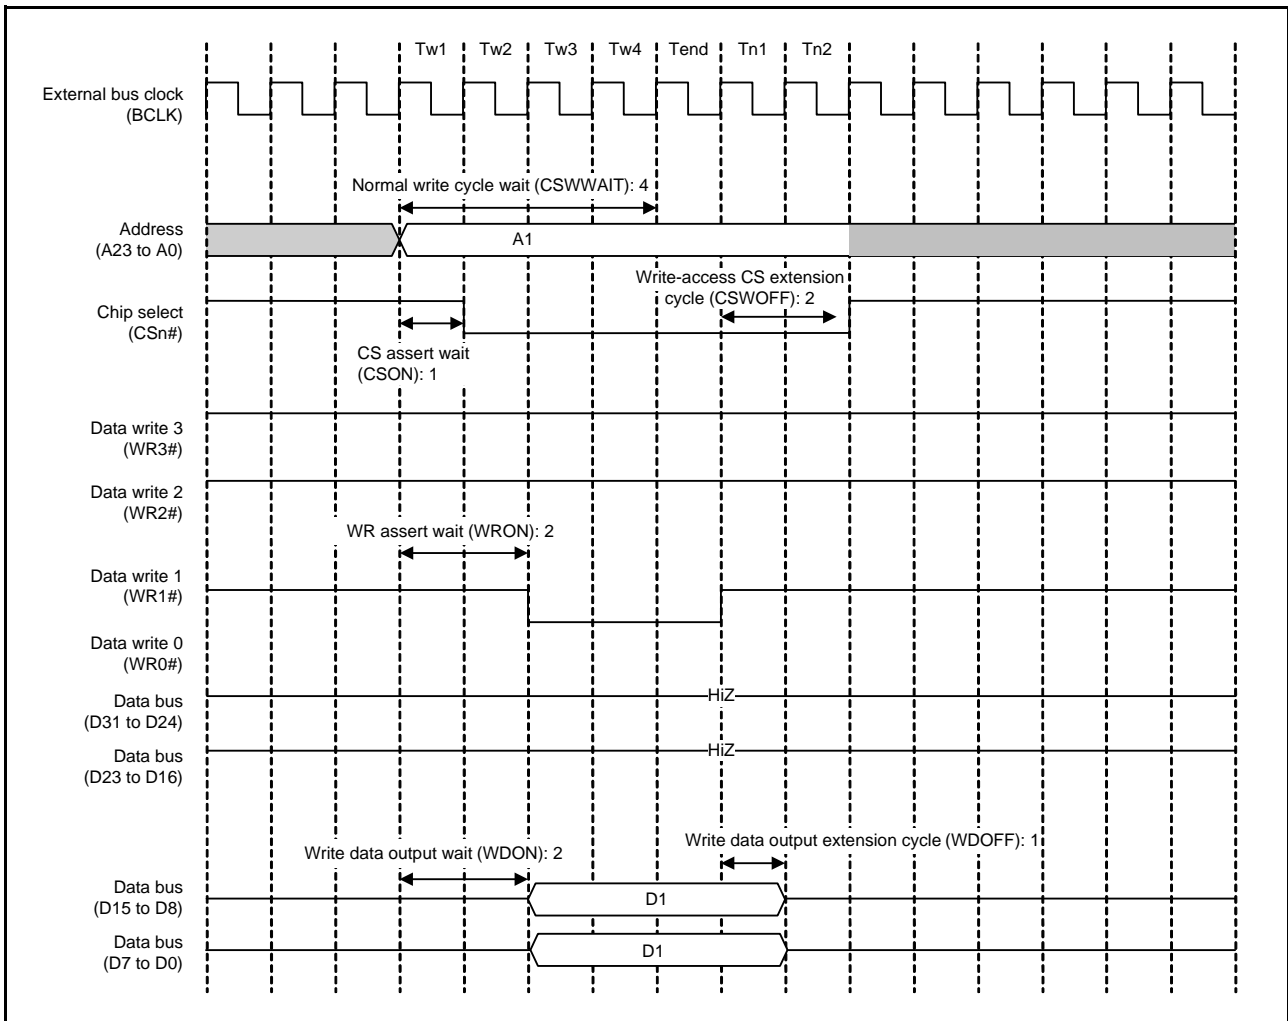 Tw1 Tw2 Tw3 Tw4 Tend Tn1 Tn2
External bus clock
(BCLK)
Normal write cycle wait (CSWWAIT): 4
Address
(A23 to A0)
A1
Write-access CS extension
cycle (CSWOFF): 2
Chip select
(CSn#)
CS assert wait
(CSON): 1
Data write 3
(WR3#)
Data write 2
(WR2#)
WR assert wait (WRON): 2
Data write 1
(WR1#)
Data write 0
(WR0#)
Data bus
(D31 to D24)
HiZ
Data bus
(D23 to D16)
HiZ
Write data output wait (WDON): 2
Write data output extension cycle (WDOFF): 1
Data bus
(D15 to D8)
D1
Data bus
(D7 to D0)
D1